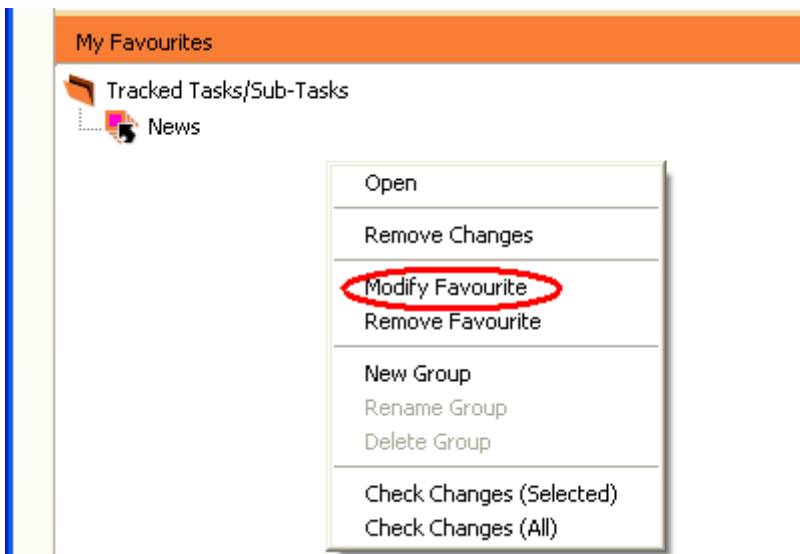 My Favourites
Tracked Tasks/Sub-Tasks
News
Open
Remove Changes
Modify Favourite
Remove Favourite
New Group
Rename Group
Delete Group
Check Changes (Selected)
Check Changes (All)